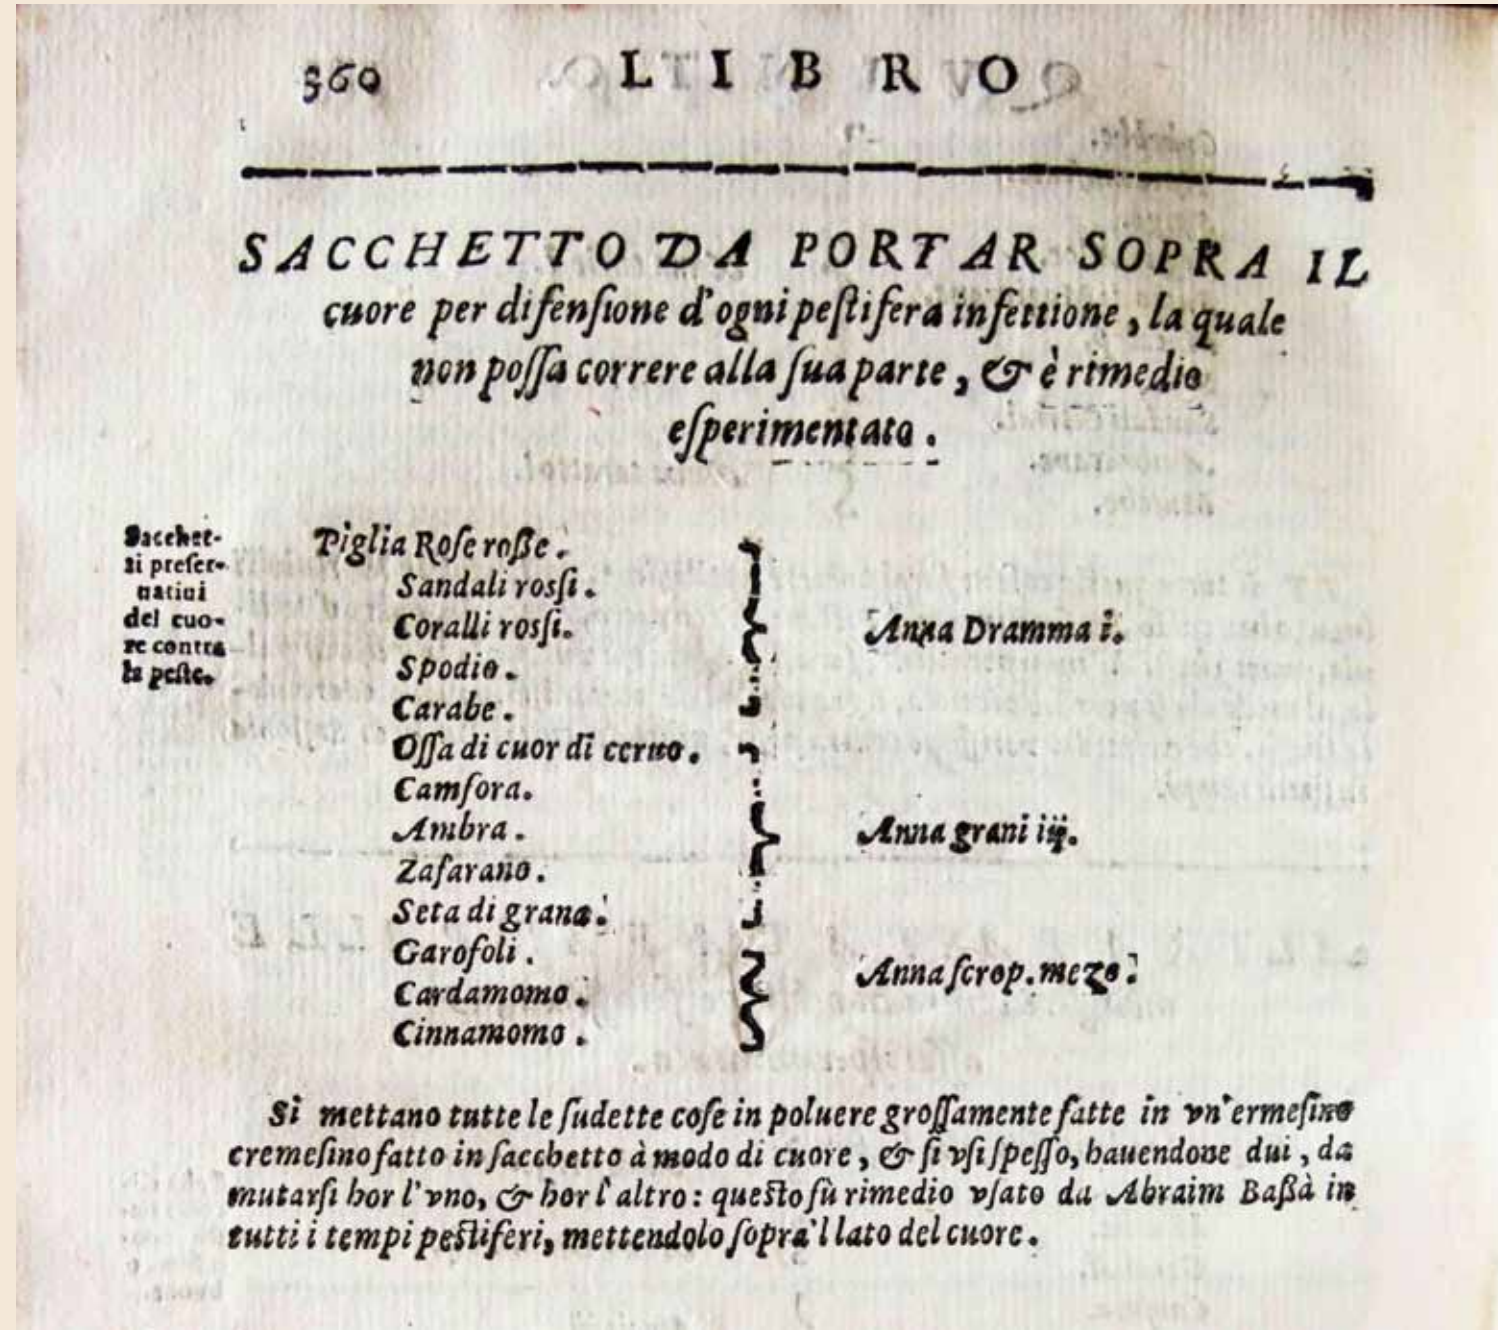 360 LIBRO
SACCHETTO DA PORTAR SOPRA IL
cuore per difenſione d'ogni peſtifera infettione, la quale
non poſſa correre alla ſua parte, & è rimedio
eſperimentato.
Sacchet-
ti preſer-
uatiui
del cuo-
re contra
la peſte.
Piglia Roſe roſſe.
Sandali roſſi.
Coralli roſſi.
Spodio.
Carabe.
Oſſa di cuor di ceruo.
Camfora.
Ambra.
Zafarano.
Seta di grana.
Garofoli.
Cardamomo.
Cinnamomo.
Anna Dramma i.
Anna grani iij.
Anna ſcrop. mezo.
Si mettano tutte le ſudette coſe in poluere groſſamente fatte in vn'ermeſino
cremeſino fatto in ſacchetto à modo di cuore, & ſi vſi ſpeſſo, hauendone dui, da
mutarſi hor l'vno, & hor l'altro: queſto fù rimedio vſato da Abraim Baſſà in
tutti i tempi peſtiferi, mettendolo ſopra'l lato del cuore.